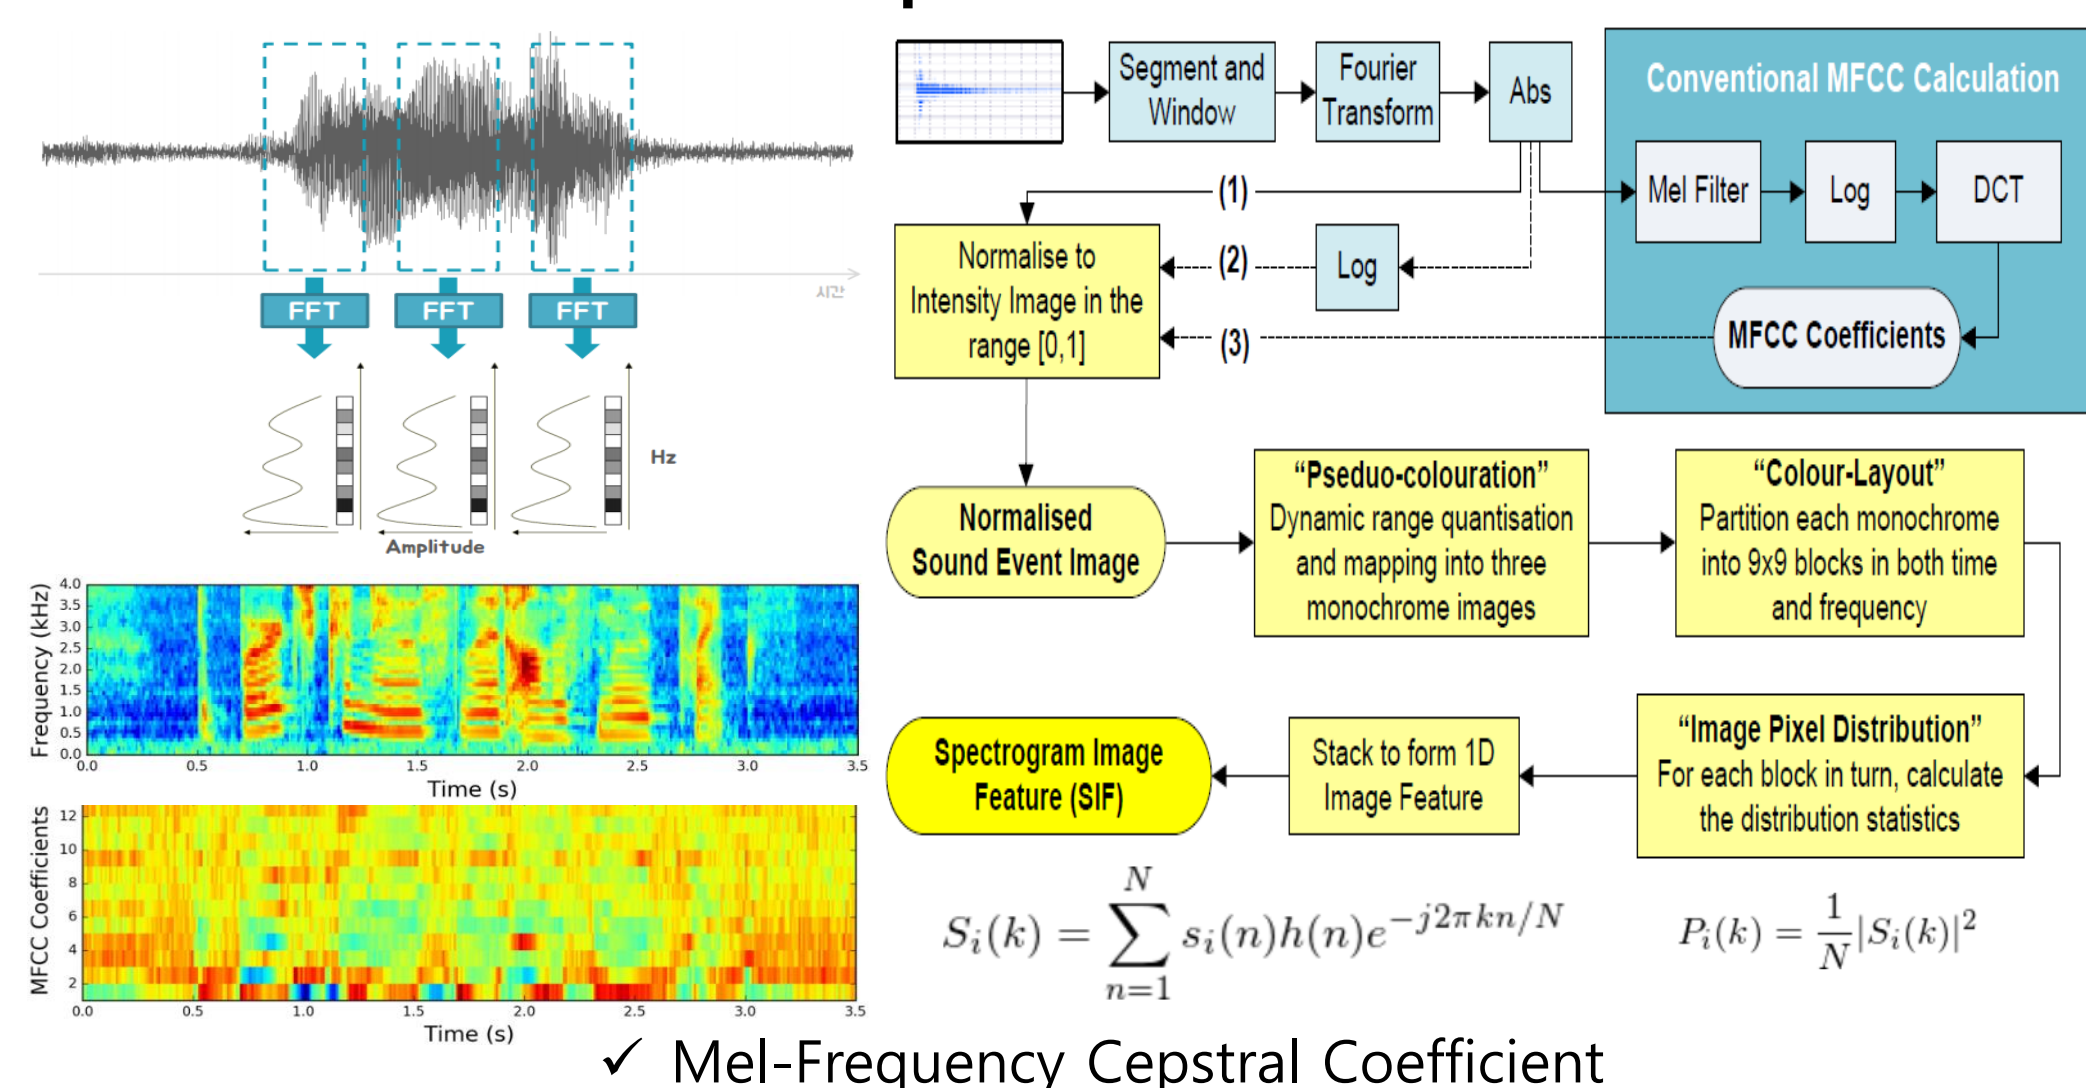 시간
FFT
FFT
FFT
Hz
Amplitude
4.0
3.5
3.0
2.5
2.0
1.5
1.0
0.5
0.0
Frequency (kHz)
0.0 0.5 1.0 1.5 2.0 2.5 3.0 3.5
Time (s)
12
10
8
6
4
2
MFCC Coefficients
0.0 0.5 1.0 1.5 2.0 2.5 3.0 3.5
Time (s)
Segment and
Window
Fourier
Transform
Abs
Conventional MFCC Calculation
Mel Filter
Log
DCT
MFCC Coefficients
(1)
(2)
(3)
Log
Normalise to
Intensity Image in the
range [0,1]
Normalised
Sound Event Image
“Pseduo-colouration”
Dynamic range quantisation
and mapping into three
monochrome images
“Colour-Layout”
Partition each monochrome
into 9x9 blocks in both time
and frequency
“Image Pixel Distribution”
For each block in turn, calculate
the distribution statistics
Stack to form 1D
Image Feature
Spectrogram Image
Feature (SIF)
S_i(k) = \sum_{n=1}^{N} s_i(n)h(n)e^{-j2πkn/N}
P_i(k) = \frac{1}{N}|S_i(k)|^2
✓ Mel-Frequency Cepstral Coefficient